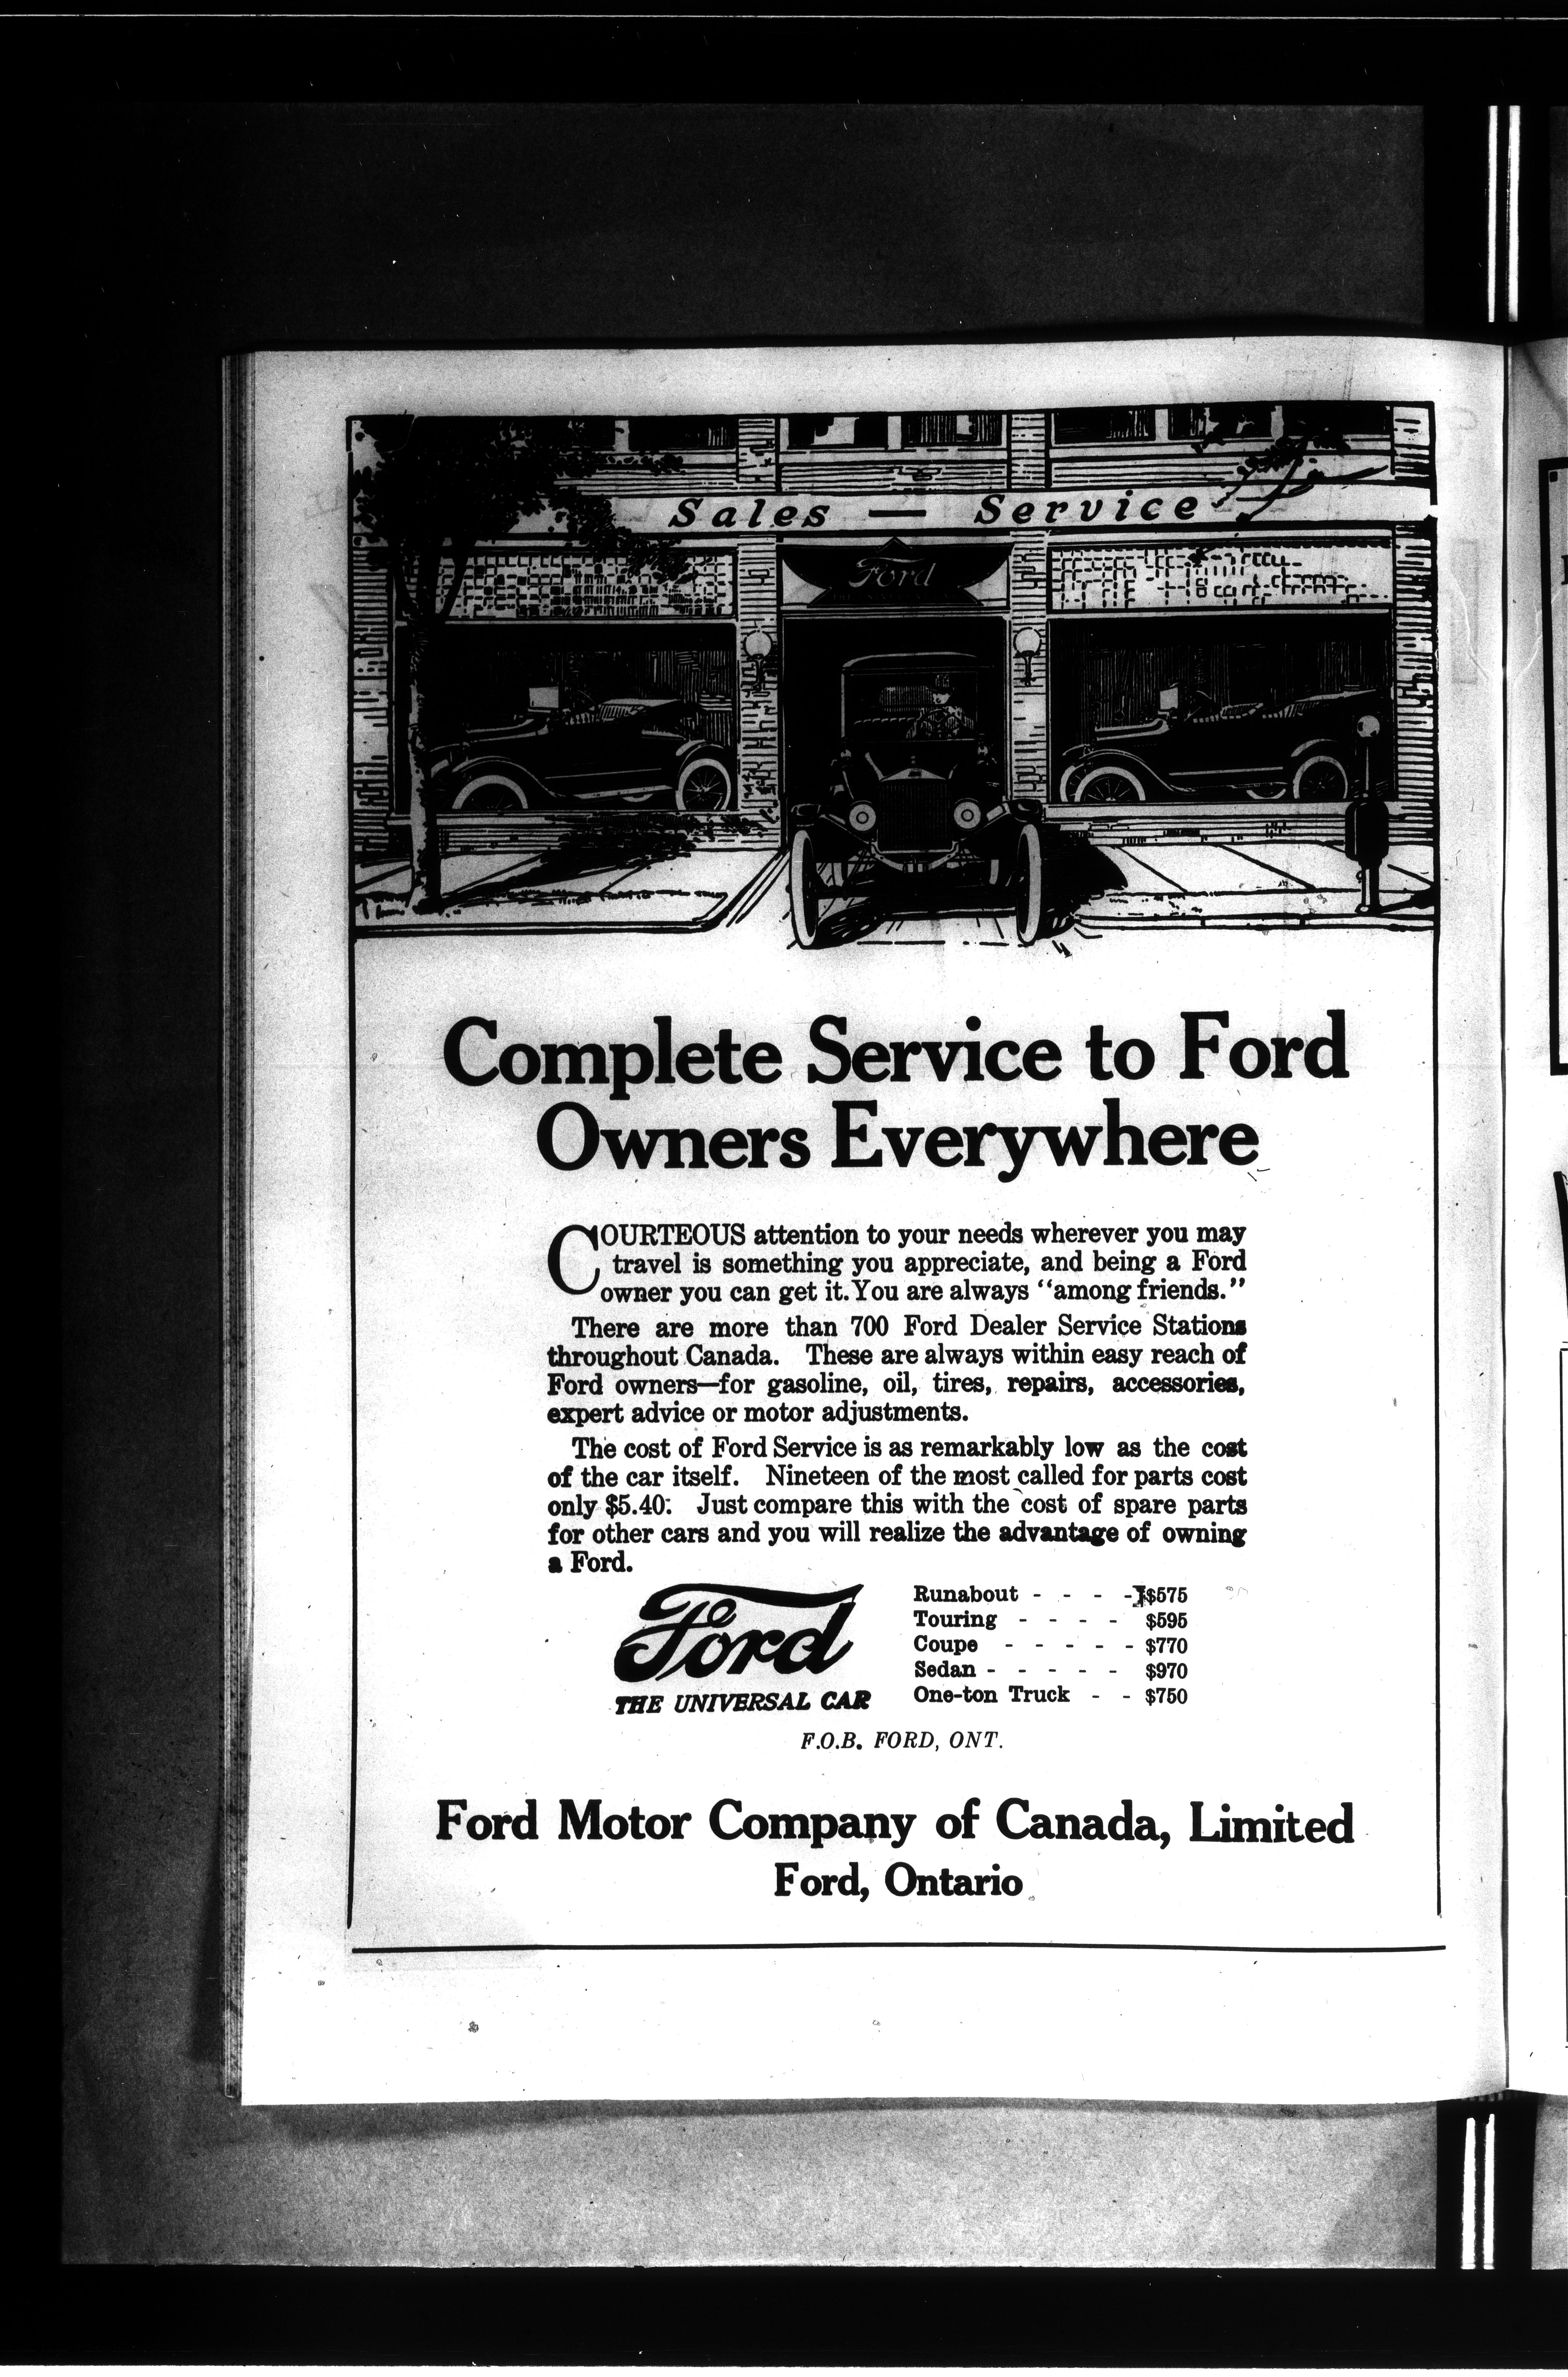 Sales — Service
Ford
Complete Service to Ford
Owners Everywhere
COURTEOUS attention to your needs wherever you may
travel is something you appreciate, and being a Ford
owner you can get it. You are always "among friends."
There are more than 700 Ford Dealer Service Stations
throughout Canada. These are always within easy reach of
Ford owners—for gasoline, oil, tires, repairs, accessories,
expert advice or motor adjustments.
The cost of Ford Service is as remarkably low as the cost
of the car itself. Nineteen of the most called for parts cost
only $5.40. Just compare this with the cost of spare parts
for other cars and you will realize the advantage of owning
a Ford.
Ford
THE UNIVERSAL CAR
Runabout - - - - $575
Touring - - - - $595
Coupe - - - - - $770
Sedan - - - - - $970
One-ton Truck - - $750
F.O.B. FORD, ONT.
Ford Motor Company of Canada, Limited
Ford, Ontario